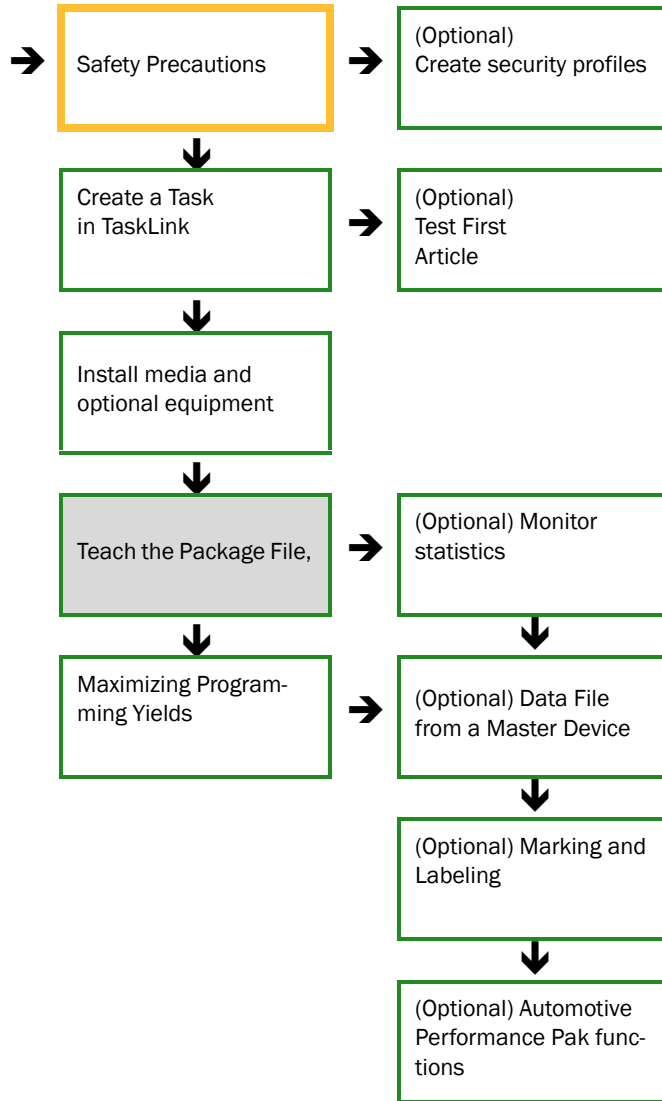 Safety Precautions
(Optional)
Create security profiles
Create a Task
in TaskLink
(Optional)
Test First
Article
Install media and
optional equipment
Teach the Package File,
(Optional) Monitor
statistics
Maximizing Program-
ming Yields
(Optional) Data File
from a Master Device
(Optional) Marking and
Labeling
(Optional) Automotive
Performance Pak func-
tions